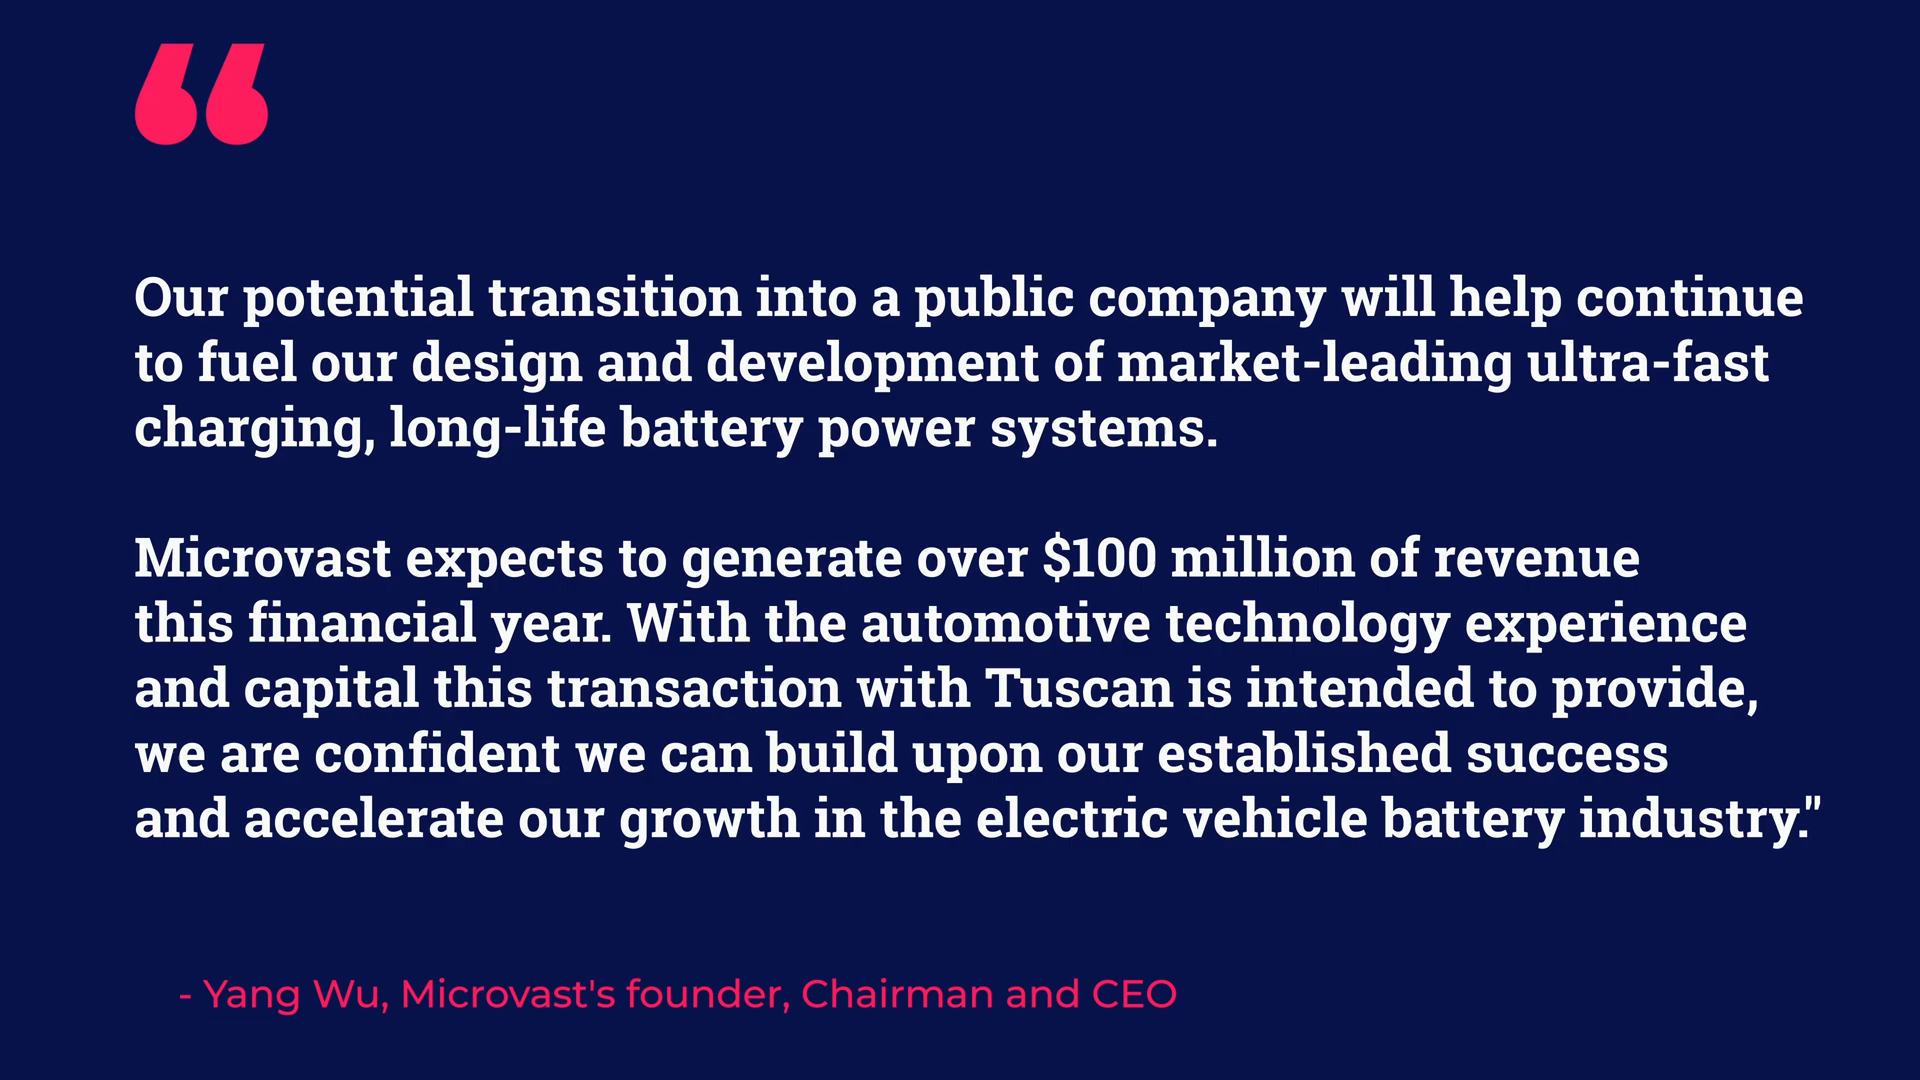 “
Our potential transition into a public company will help continue
to fuel our design and development of market-leading ultra-fast
charging, long-life battery power systems.
Microvast expects to generate over $100 million of revenue
this financial year. With the automotive technology experience
and capital this transaction with Tuscan is intended to provide,
we are confident we can build upon our established success
and accelerate our growth in the electric vehicle battery industry."
- Yang Wu, Microvast's founder, Chairman and CEO